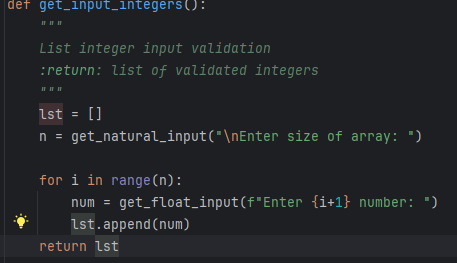 def get_input_integers():
    """
    List integer input validation
    :return: list of validated integers
    """
    lst = []
    n = get_natural_input("\nEnter size of array: ")
    for i in range(n):
        num = get_float_input(f"Enter {i+1} number: ")
        lst.append(num)
    return lst